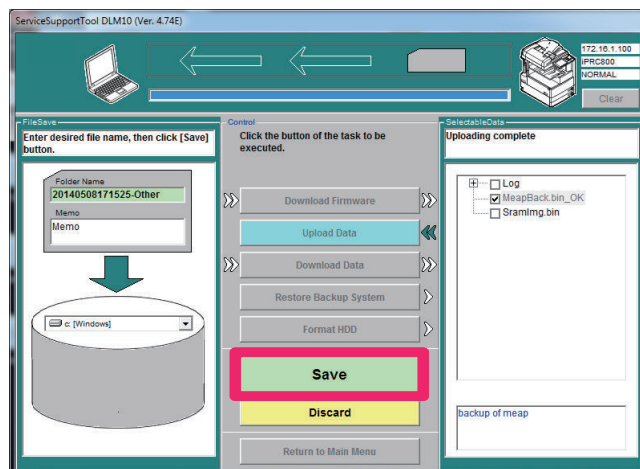 ServiceSupportTool DLM10 (Ver. 4.74E)
172.16.1.100
iPRC800
NORMAL
Clear
FileSave
Enter desired file name, then click [Save]
button.
Folder Name
20140508171525-Other
Memo
Memo
c: [Windows]
Control
Click the button of the task to be
executed.
Download Firmware
Upload Data
Download Data
Restore Backup System
Format HDD
Save
Discard
Return to Main Menu
SelectableData
Uploading complete
Log
MeapBack.bin_OK
SramImg.bin
backup of meap